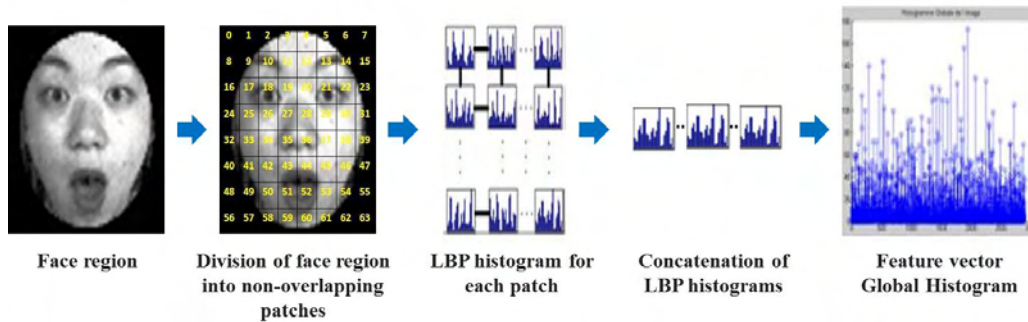 0 1 2 3 4 5 6 7
8 9 10 11 12 13 14 15
16 17 18 19 20 21 22 23
24 25 26 27 28 29 30 31
32 33 34 35 36 37 38 39
40 41 42 43 44 45 46 47
48 49 50 51 52 53 54 55
56 57 58 59 60 61 62 63
Histogramme Globale de l'image
Face region
Division of face region
into non-overlapping
patches
LBP histogram for
each patch
Concatenation of
LBP histograms
Feature vector
Global Histogram